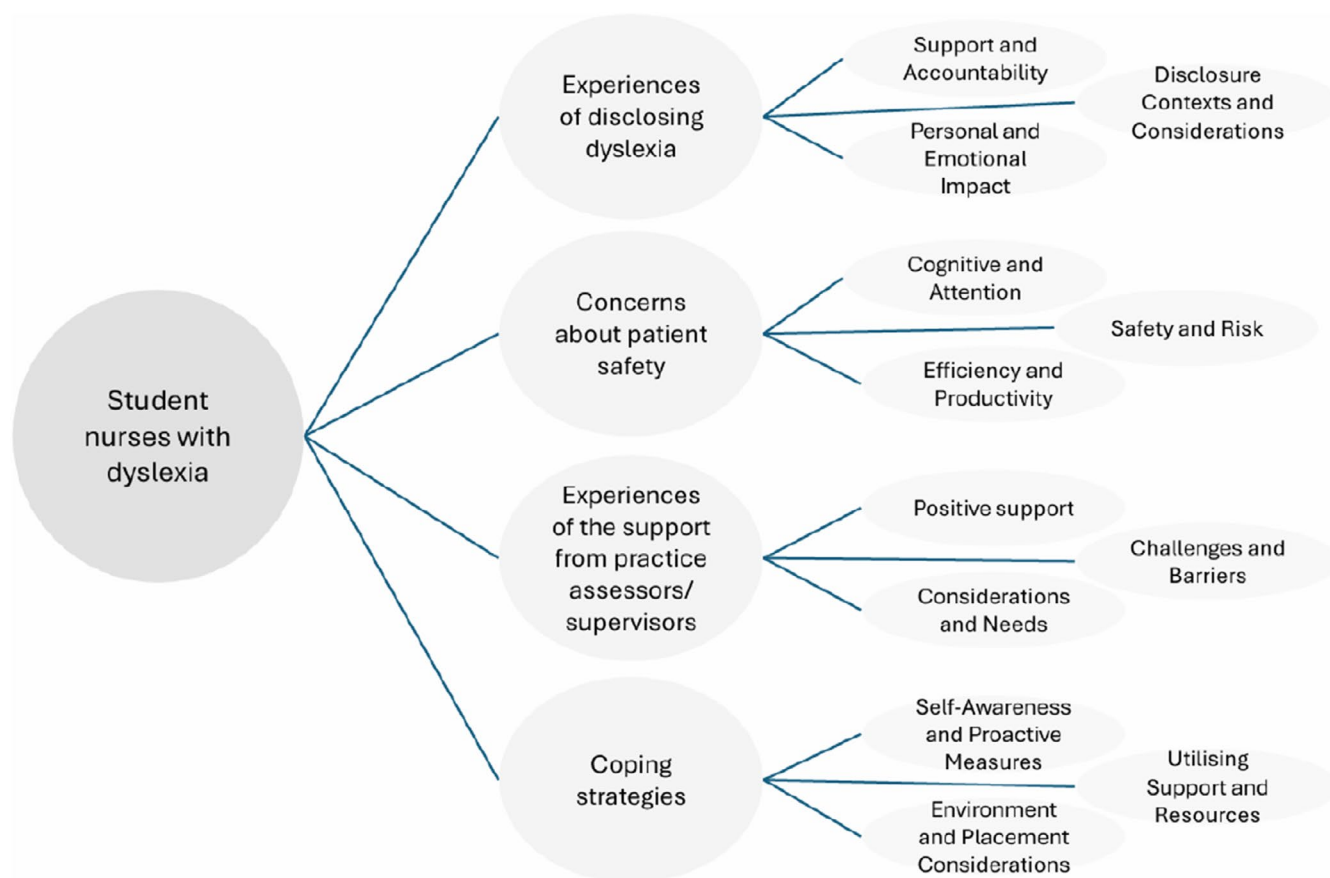 Student
nurses with
dyslexia
Experiences
of disclosing
dyslexia
Support and
Accountability
Disclosure
Contexts and
Considerations
Personal and
Emotional
Impact
Concerns
about patient
safety
Cognitive and
Attention
Safety and Risk
Efficiency and
Productivity
Experiences
of the support
from practice
assessors/
supervisors
Positive support
Challenges and
Barriers
Considerations
and Needs
Coping
strategies
Self-Awareness
and Proactive
Measures
Utilising
Support and
Resources
Environment
and Placement
Considerations